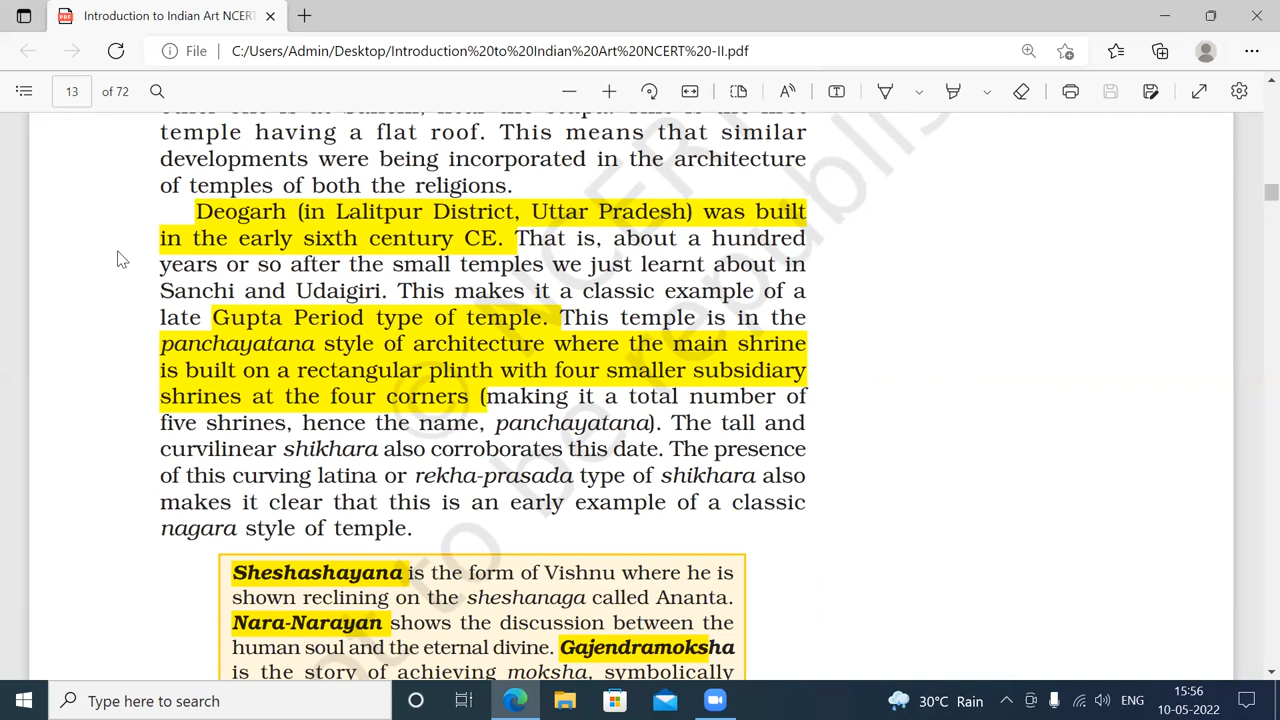 Introduction to Indian Art NCERT
File
C:/Users/Admin/Desktop/Introduction%20to%20Indian%20Art%20NCERT%20-II.pdf
13 of 72
temple having a flat roof. This means that similar
developments were being incorporated in the architecture
of temples of both the religions.
Deogarh (in Lalitpur District, Uttar Pradesh) was built
in the early sixth century CE. That is, about a hundred
years or so after the small temples we just learnt about in
Sanchi and Udaigiri. This makes it a classic example of a
late Gupta Period type of temple. This temple is in the
panchayatana style of architecture where the main shrine
is built on a rectangular plinth with four smaller subsidiary
shrines at the four corners (making it a total number of
five shrines, hence the name, panchayatana). The tall and
curvilinear shikhara also corroborates this date. The presence
of this curving latina or rekha-prasada type of shikhara also
makes it clear that this is an early example of a classic
nagara style of temple.
Sheshashayana is the form of Vishnu where he is
shown reclining on the sheshanaga called Ananta.
Nara-Narayan shows the discussion between the
human soul and the eternal divine. Gajendramoksha
is the story of achieving moksha, symbolically
© NCERT
not to be republis
Type here to search
30°C Rain
ENG
15:56
10-05-2022